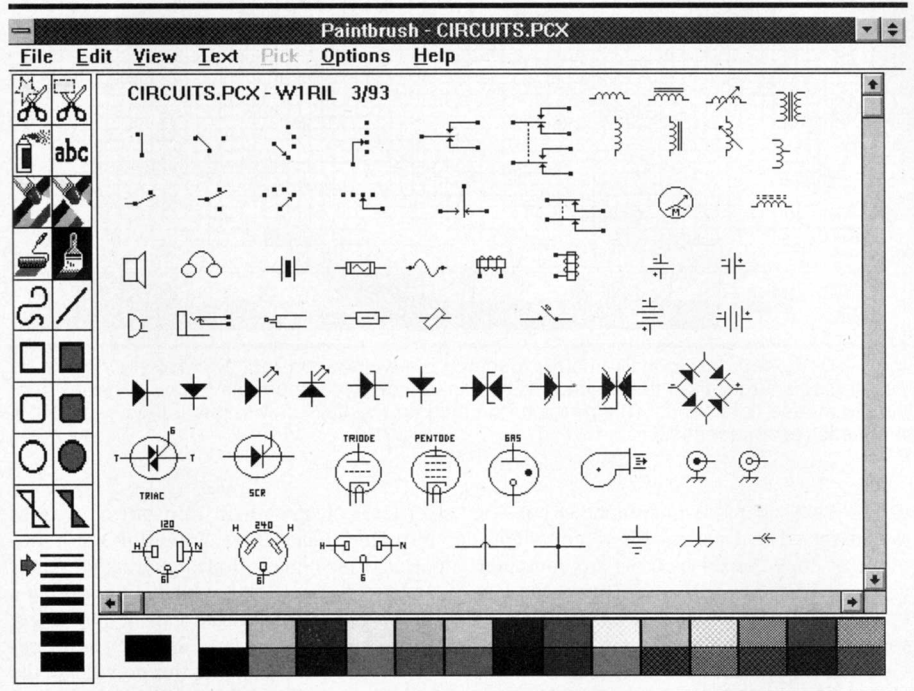 Paintbrush - CIRCUITS.PCX
File Edit View Text Pick Options Help
CIRCUITS.PCX - W1RIL 3/93
abc
M
G
T T
TRIAC
SCR
TRIODE PENTODE GAS
120 240
H N H H H N
G G G